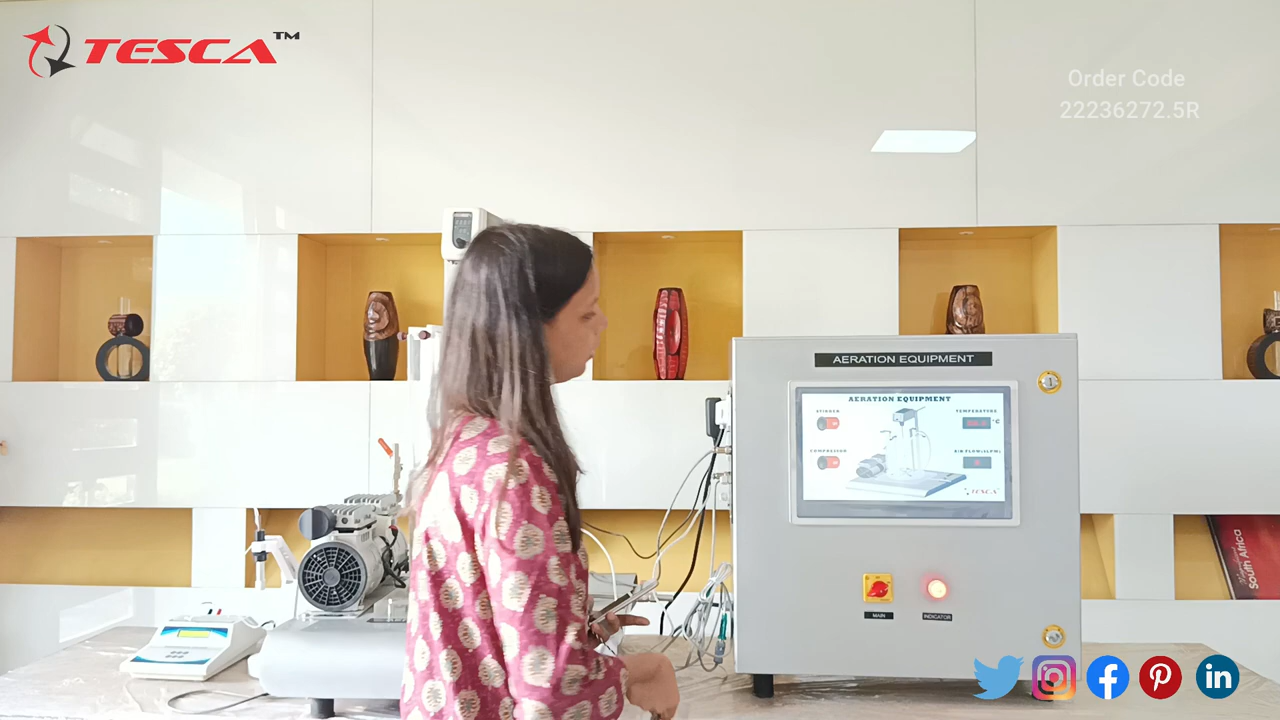 TESCA™
Order Code
22236272.5R
AERATION EQUIPMENT
AERATION EQUIPMENT
STIRRER
TEMPERATURE
°C
COMPRESSOR
AIR FLOW(LPM)
TESCA
MAIN
INDICATOR
South Africa